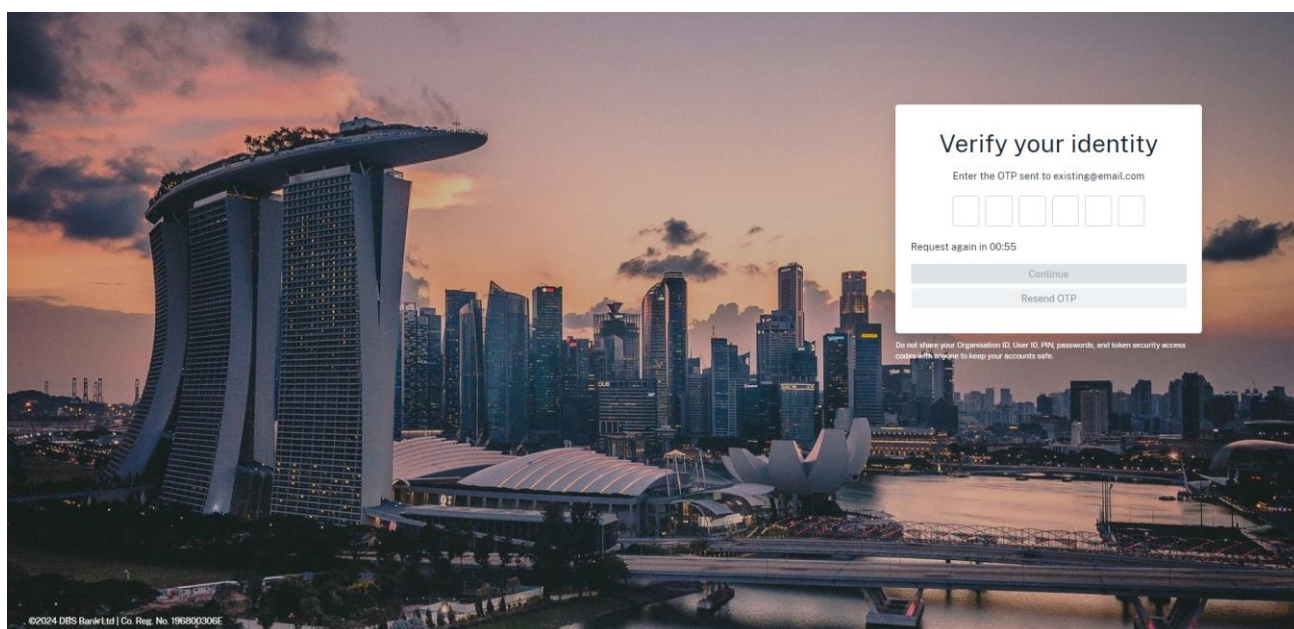 Verify your identity
Enter the OTP sent to existing@email.com
Request again in 00:55
Continue
Resend OTP
Do not share your Organisation ID, User ID, PIN, passwords, and token security access
codes with anyone to keep your accounts safe.
©2024 DBS Bank Ltd | Co. Reg. No. 196800306E